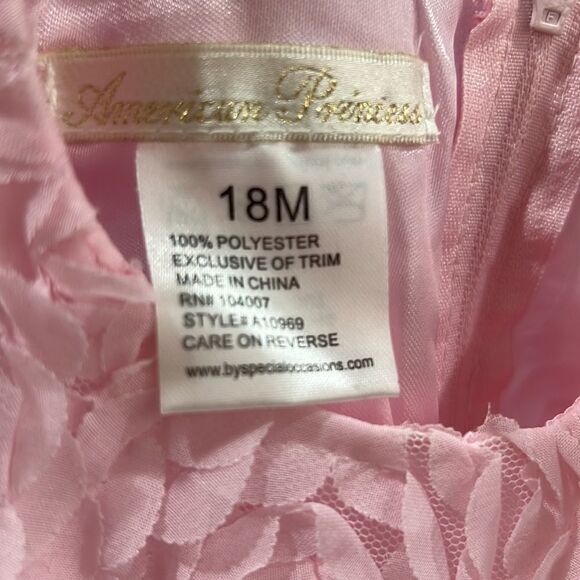 American Princess
18M
100% POLYESTER
EXCLUSIVE OF TRIM
MADE IN CHINA
RN# 104007
STYLE# A10969
CARE ON REVERSE
www.byspecialoccasions.com